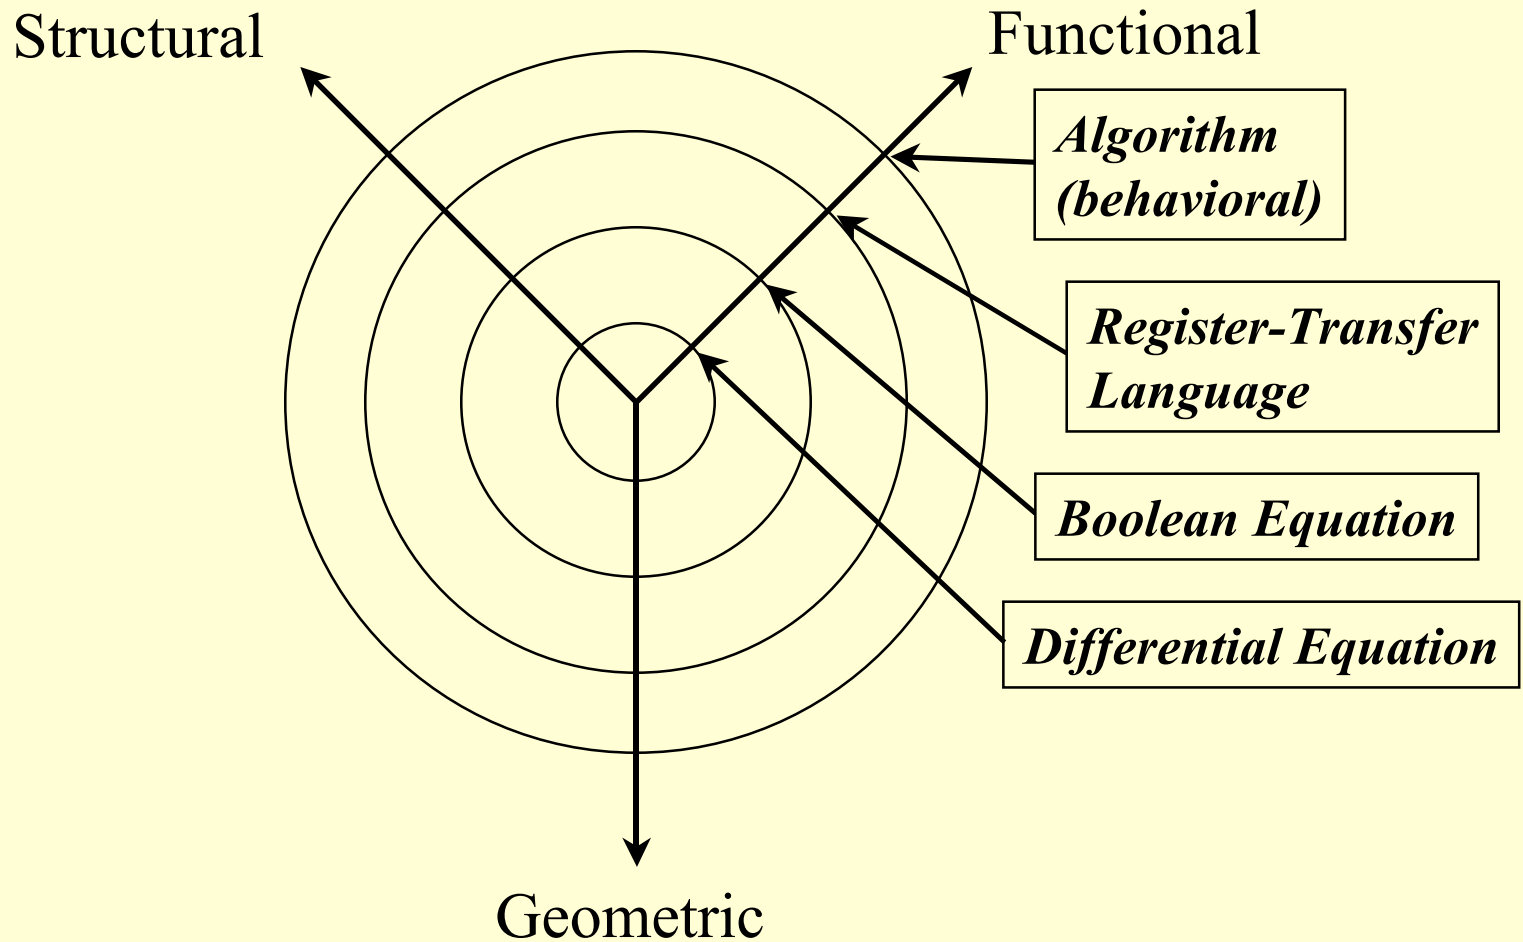 Structural
Functional
Algorithm
(behavioral)
Register-Transfer
Language
Boolean Equation
Differential Equation
Geometric